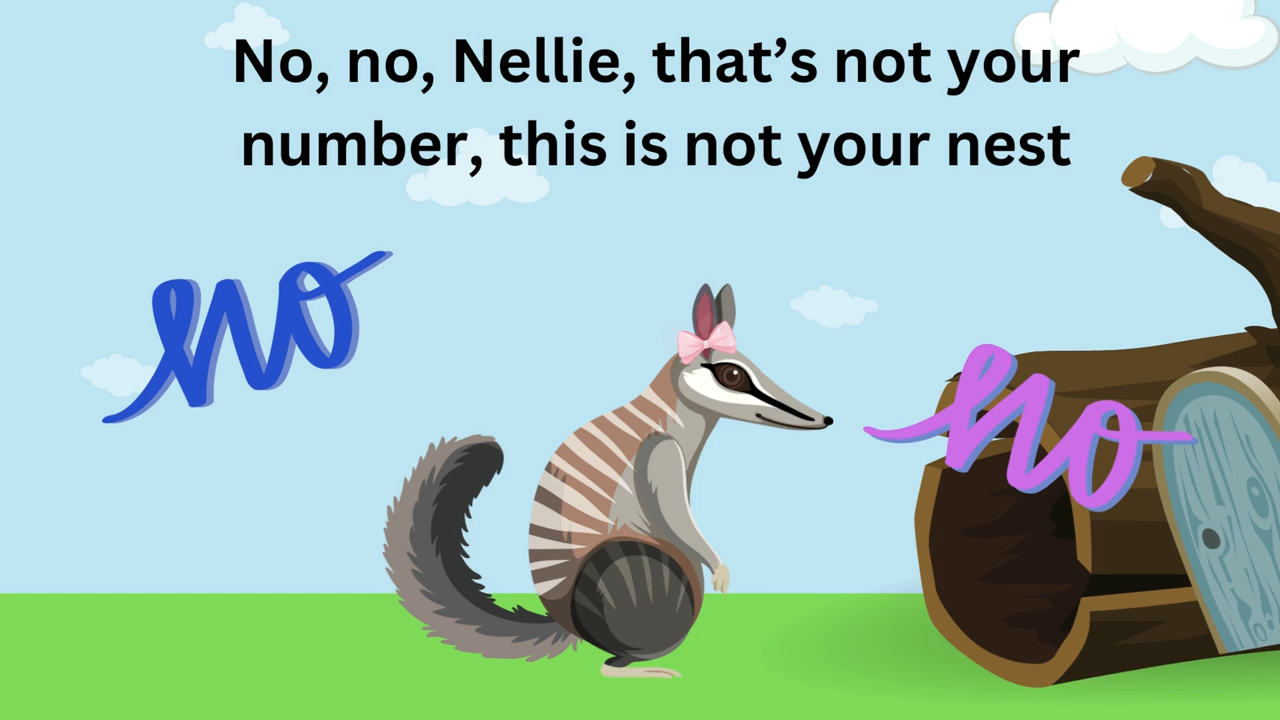 No, no, Nellie, that’s not your
number, this is not your nest
no
no